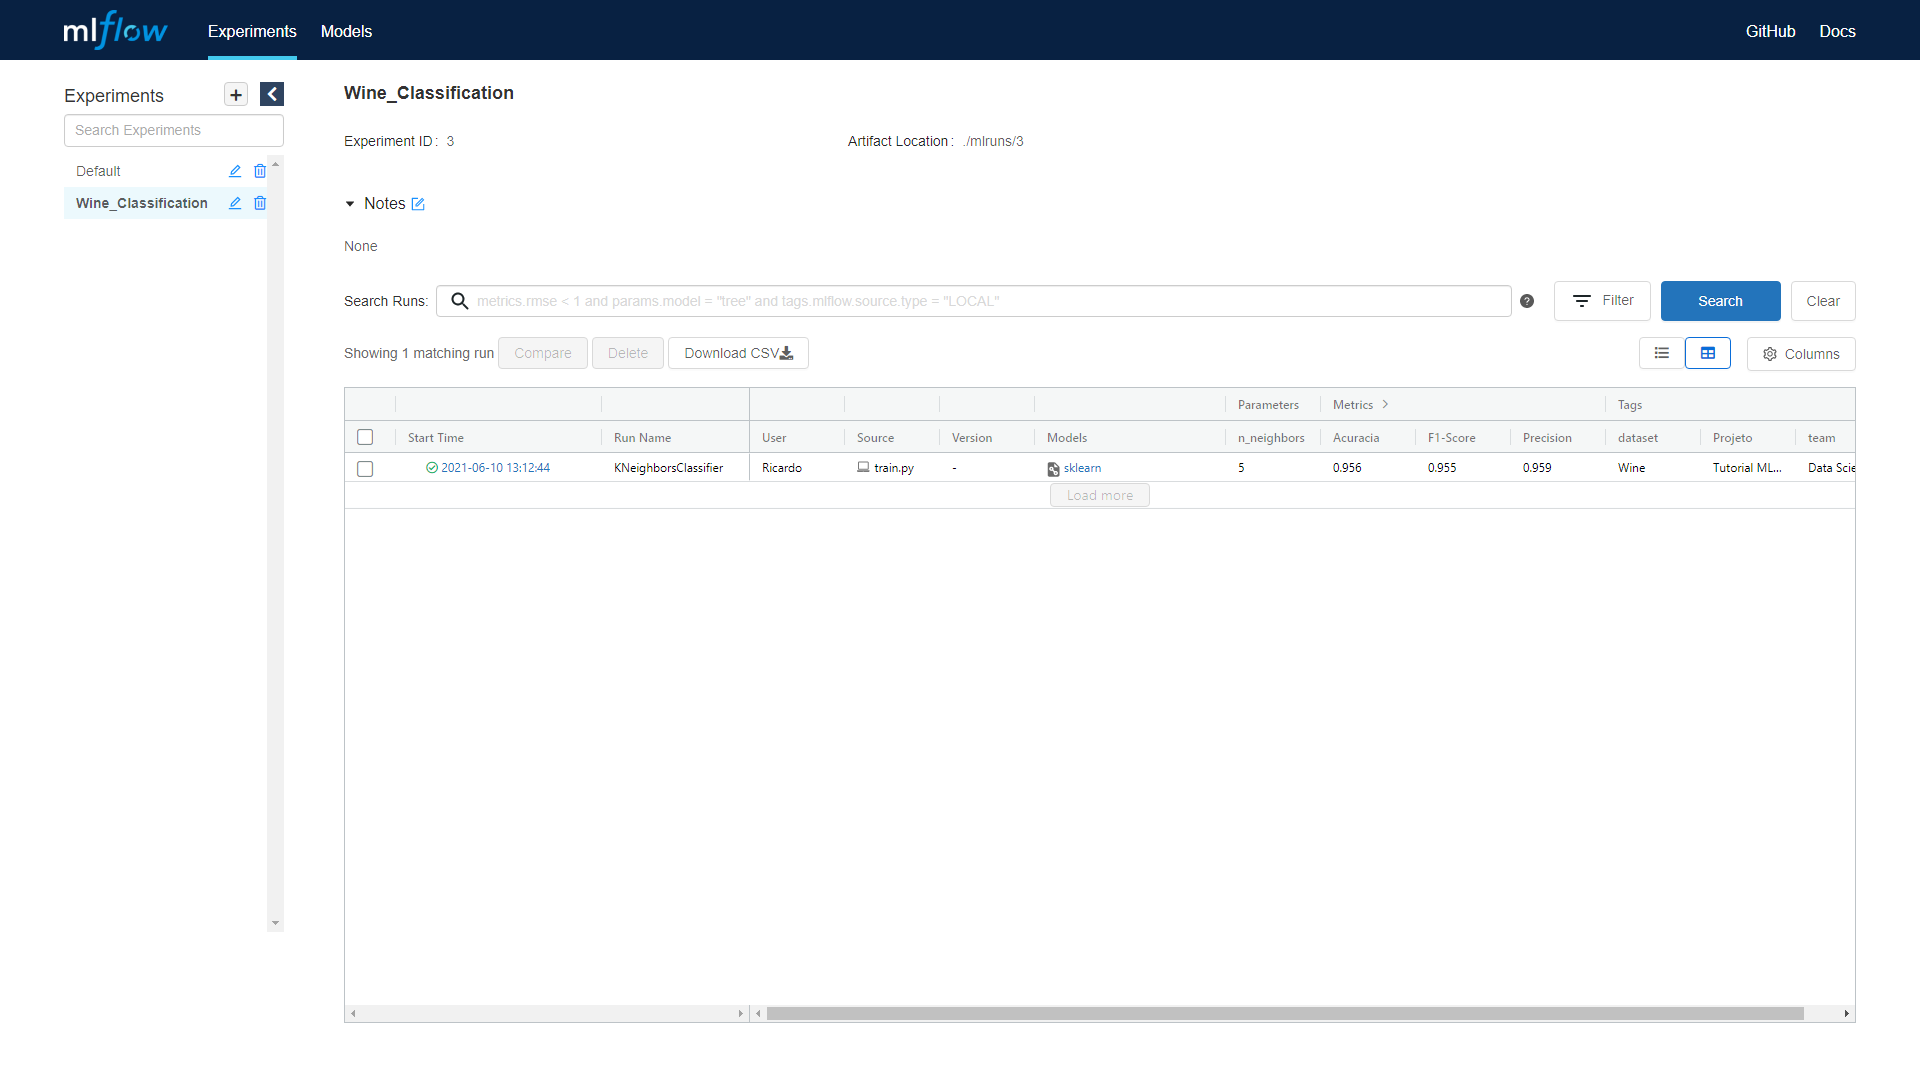 mlflow Experiments Models GitHub Docs
Experiments
Search Experiments
Default
Wine_Classification
Wine_Classification
Experiment ID: 3 Artifact Location: ./mlruns/3
Notes
None
Search Runs: metrics.rmse < 1 and params.model = "tree" and tags.mlflow.source.type = "LOCAL" ? Filter Search Clear
Showing 1 matching run Compare Delete Download CSV Columns
Parameters Metrics > Tags
Start Time Run Name User Source Version Models n_neighbors Acuracia F1-Score Precision dataset Projeto team
2021-06-10 13:12:44 KNeighborsClassifier Ricardo train.py - sklearn 5 0.956 0.955 0.959 Wine Tutorial ML... Data Scie
Load more